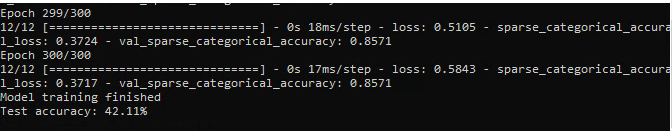 Epoch 299/300
12/12 [==============================] - 0s 18ms/step - loss: 0.5105 - sparse_categorical_accura
l_loss: 0.3724 - val_sparse_categorical_accuracy: 0.8571
Epoch 300/300
12/12 [==============================] - 0s 17ms/step - loss: 0.5843 - sparse_categorical_accura
l_loss: 0.3717 - val_sparse_categorical_accuracy: 0.8571
Model training finished
Test accuracy: 42.11%